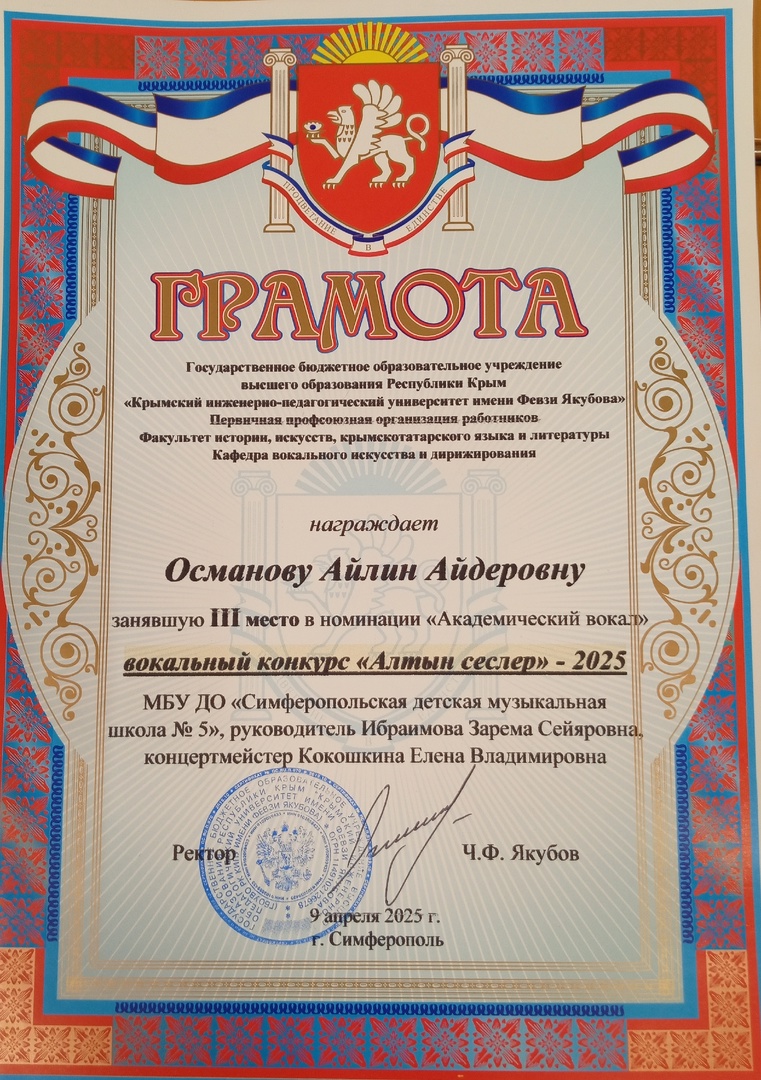 ПРОЦВЕТАНИЕ В ЕДИНСТВЕ
ГРАМОТА
Государственное бюджетное образовательное учреждение
высшего образования Республики Крым
«Крымский инженерно-педагогический университет имени Февзи Якубова»
Первичная профсоюзная организация работников
Факультет истории, искусств, крымскотатарского языка и литературы
Кафедра вокального искусства и дирижирования
награждает
Османову Айлин Айдеровну
занявшую III место в номинации «Академический вокал»
вокальный конкурс «Алтын сеслер» - 2025
МБУ ДО «Симферопольская детская музыкальная
школа № 5», руководитель Ибраимова Зарема Сейяровна,
концертмейстер Кокошкина Елена Владимировна
Ректор
Ч.Ф. Якубов
9 апреля 2025 г.
г. Симферополь